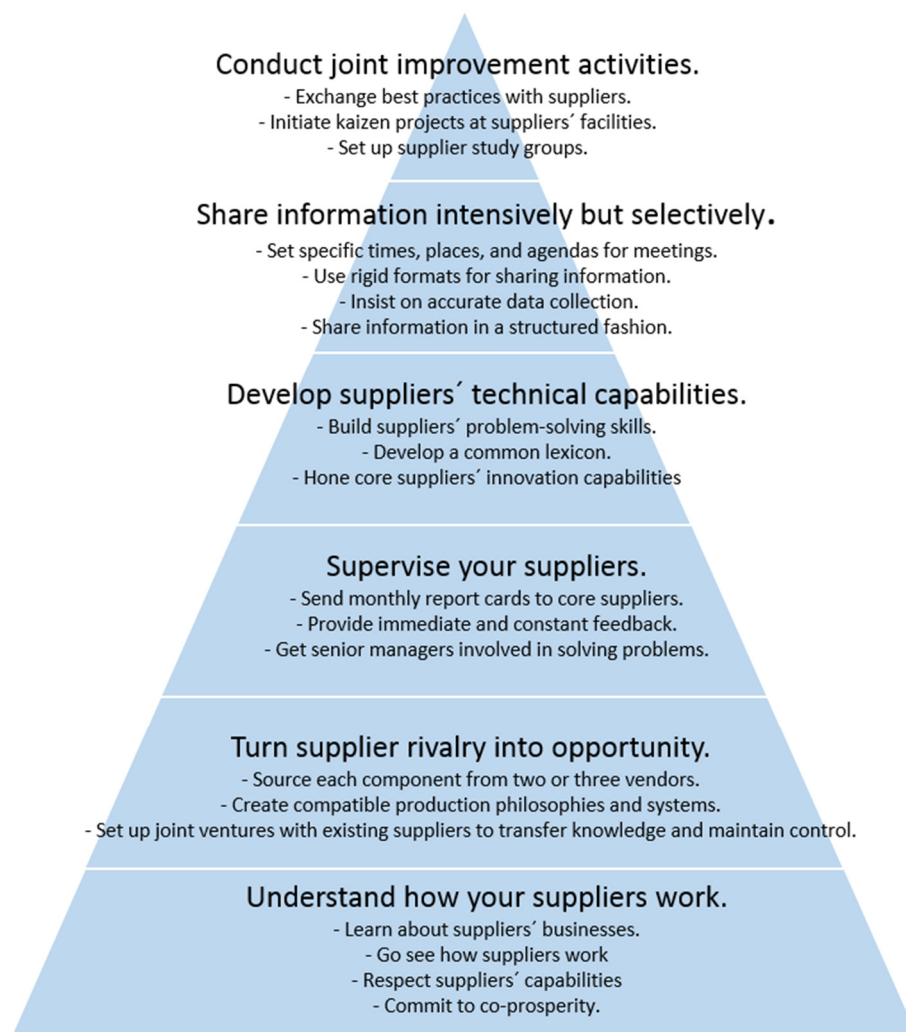 Conduct joint improvement activities.
- Exchange best practices with suppliers.
- Initiate kaizen projects at suppliers´ facilities.
- Set up supplier study groups.
Share information intensively but selectively.
- Set specific times, places, and agendas for meetings.
- Use rigid formats for sharing information.
- Insist on accurate data collection.
- Share information in a structured fashion.
Develop suppliers´ technical capabilities.
- Build suppliers´ problem-solving skills.
- Develop a common lexicon.
- Hone core suppliers´ innovation capabilities
Supervise your suppliers.
- Send monthly report cards to core suppliers.
- Provide immediate and constant feedback.
- Get senior managers involved in solving problems.
Turn supplier rivalry into opportunity.
- Source each component from two or three vendors.
- Create compatible production philosophies and systems.
- Set up joint ventures with existing suppliers to transfer knowledge and maintain control.
Understand how your suppliers work.
- Learn about suppliers´ businesses.
- Go see how suppliers work
- Respect suppliers´ capabilities
- Commit to co-prosperity.